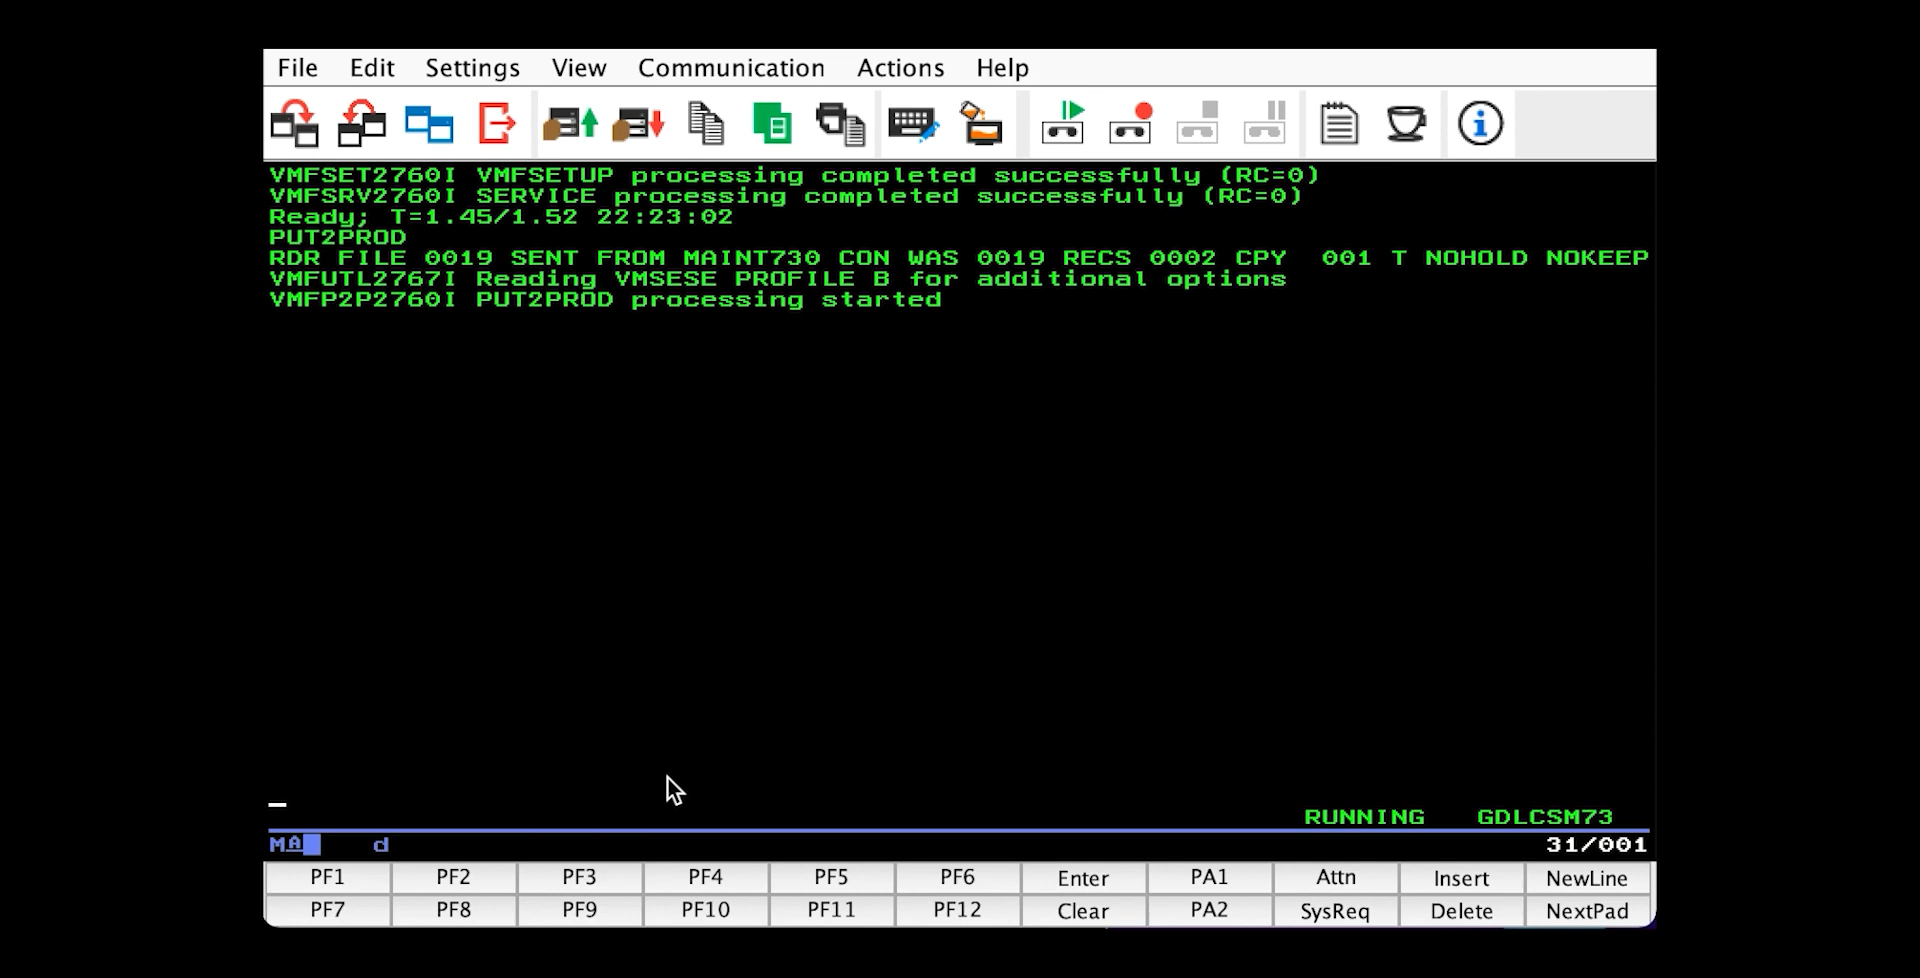 File Edit Settings View Communication Actions Help
VMFSET2760I VMFSETUP processing completed successfully (RC=0)
VMFSRV2760I SERVICE processing completed successfully (RC=0)
Ready; T=1.45/1.52 22:23:02
PUT2PROD
RDR FILE 0019 SENT FROM MAINT730 CON WAS 0019 RECS 0002 CPY  001 T NOHOLD NOKEEP
VMFUTL2767I Reading VMSESE PROFILE B for additional options
VMFP2P2760I PUT2PROD processing started
RUNNING GDLCSM73
MA d 31/001
PF1 PF2 PF3 PF4 PF5 PF6 Enter PA1 Attn Insert NewLine
PF7 PF8 PF9 PF10 PF11 PF12 Clear PA2 SysReq Delete NextPad